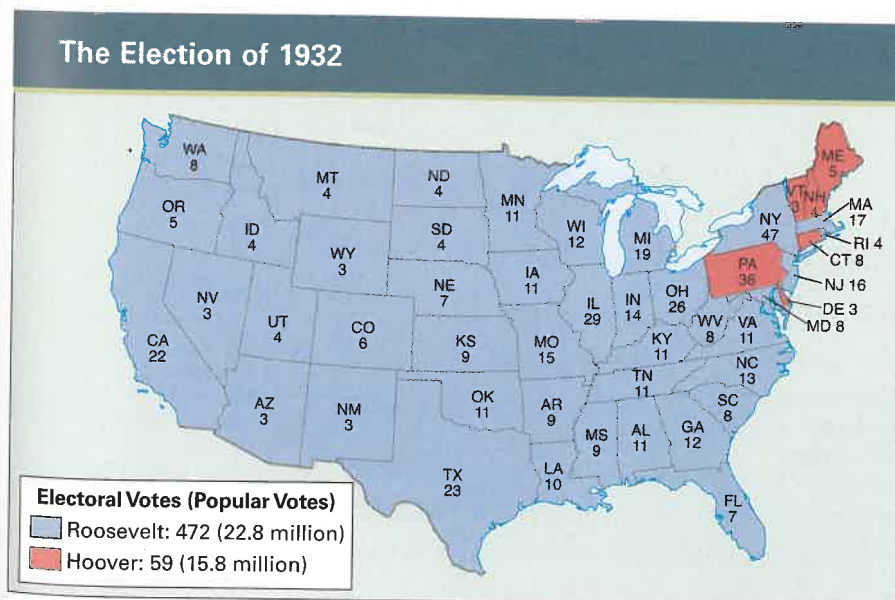 The Election of 1932
WA
8
OR
5
ID
4
MT
4
ND
4
MN
11
WI
12
MI
19
NY
47
VT
3
NH
4
ME
5
MA
17
RI 4
CT 8
NJ 16
DE 3
MD 8
PA
36
SD
4
WY
3
NE
7
IA
11
IL
29
IN
14
OH
26
WV
8
VA
11
KY
11
NC
13
TN
11
SC
8
NV
3
UT
4
CO
6
KS
9
MO
15
CA
22
AZ
3
NM
3
OK
11
AR
9
MS
9
AL
11
GA
12
TX
23
LA
10
FL
7
Electoral Votes (Popular Votes)
Roosevelt: 472 (22.8 million)
Hoover: 59 (15.8 million)